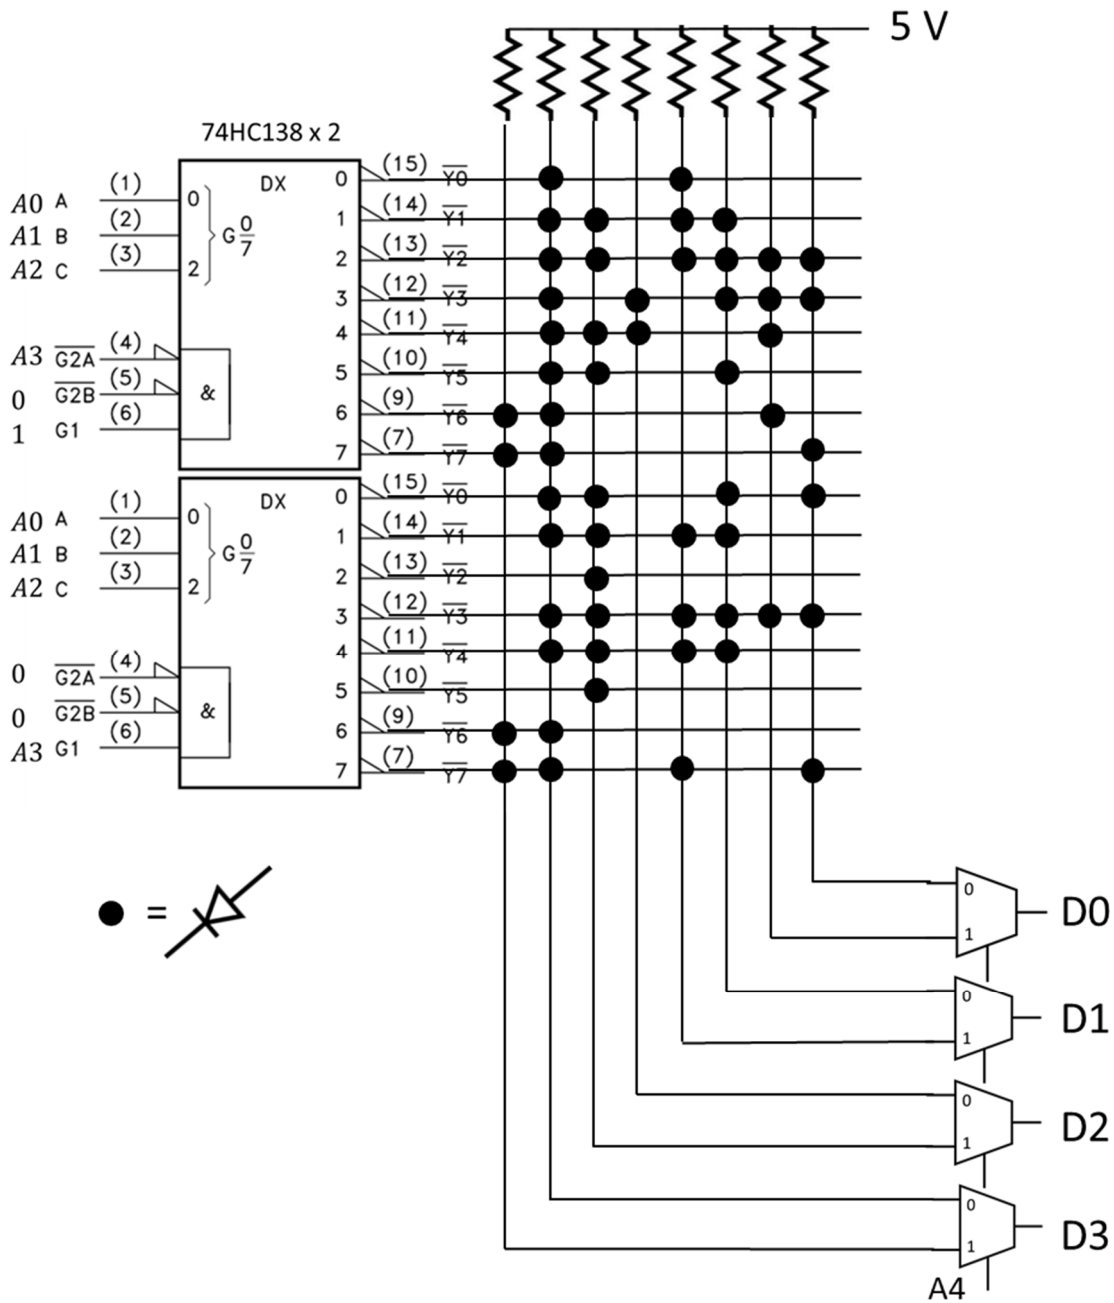 5 V
74HC138 x 2
A0 A (1) 0 DX 0 (15) Y0
A1 B (2) G 0/7 1 (14) Y1
A2 C (3) 2 2 (13) Y2
3 (12) Y3
4 (11) Y4
A3 G2A (4) 5 (10) Y5
0 G2B (5) & 6 (9) Y6
1 G1 (6) 7 (7) Y7
A0 A (1) 0 DX 0 (15) Y0
A1 B (2) G 0/7 1 (14) Y1
A2 C (3) 2 2 (13) Y2
3 (12) Y3
4 (11) Y4
0 G2A (4) 5 (10) Y5
0 G2B (5) & 6 (9) Y6
A3 G1 (6) 7 (7) Y7
=
0
1
D0
0
1
D1
0
1
D2
0
1
D3
A4